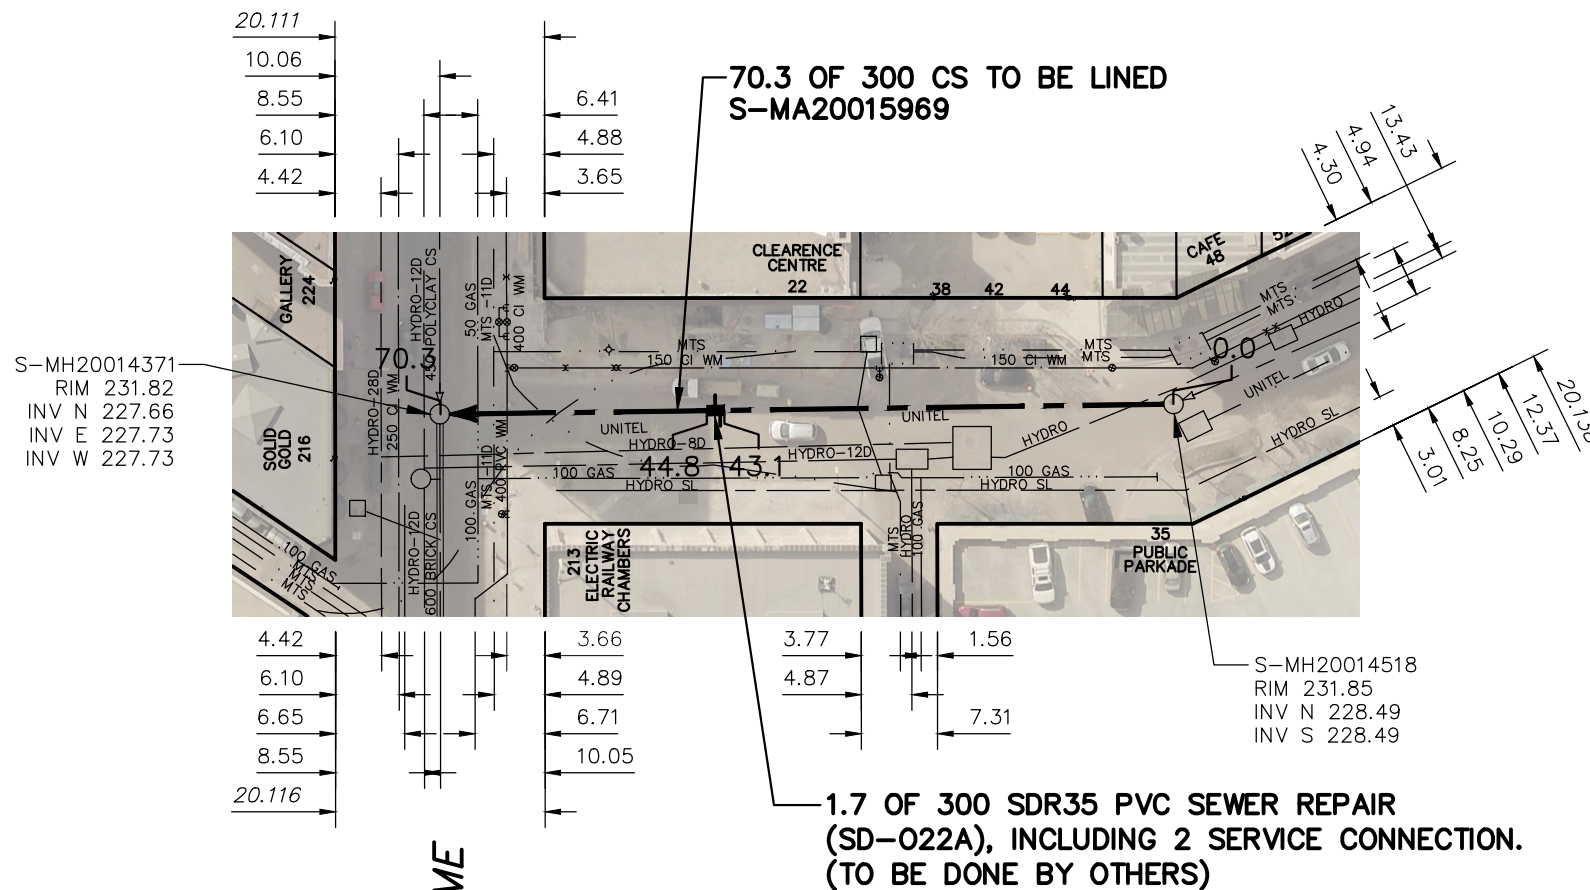 20.111
10.06
8.55
6.10
4.42
6.41
4.88
3.65
70.3 OF 300 CS TO BE LINED
S-MA20015969
4.30
4.94
13.43
GALLERY
224
HYDRO-12D
450 POLYCLAY CS
50 GAS
MTS -11D
400 CI WM
CLEARENCE
CENTRE
22
38
42
44
CAFE
48
MTS
MTS
HYDRO
S-MH20014371
RIM 231.82
INV N 227.66
INV E 227.73
INV W 227.73
70.3
MTS
150 CI WM
150 CI WM
MTS
MTS
0.0
UNITEL
HYDRO-28D
250 CI WM
UNITEL
UNITEL
HYDRO
HYDRO SL
SOLID
GOLD
216
MTS-11D
400 PVC WM
HYDRO-8D
HYDRO-12D
44.8
43.1
100 GAS
HYDRO SL
100 GAS
HYDRO SL
20.138
12.37
10.29
8.25
3.01
100 GAS
MTS
MTS
MTS
HYDRO-12D
600 BRICK CS
100 GAS
213
ELECTRIC
RAILWAY
CHAMBERS
MTS
HYDRO
100 GAS
35
PUBLIC
PARKADE
4.42
6.10
6.65
8.55
20.116
3.66
4.89
6.71
10.05
3.77
4.87
1.56
7.31
S-MH20014518
RIM 231.85
INV N 228.49
INV S 228.49
1.7 OF 300 SDR35 PVC SEWER REPAIR
(SD-022A), INCLUDING 2 SERVICE CONNECTION.
(TO BE DONE BY OTHERS)